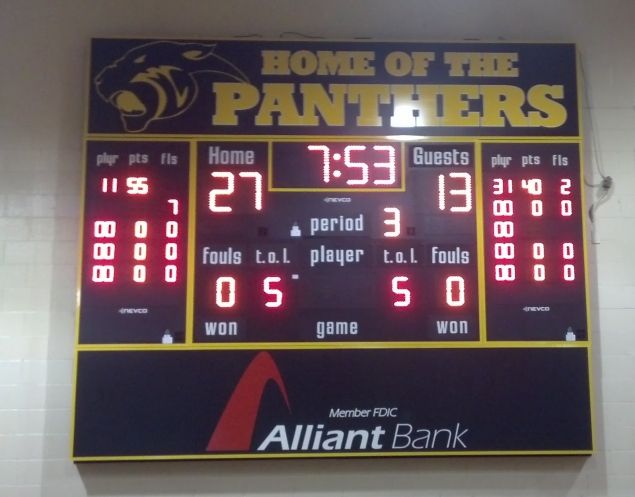 HOME OF THE
PANTHERS
plyr pts fls
11 55
7
00 0 0
00 0 0
00 0 0
NEVCO
Home 7:53 Guests
27 13
NEVCO
period 3
fouls t.o.l. player t.o.l. fouls
0 5 5 0
won game won
plyr pts fls
31 40 2
00 0 0
00
00 0 0
00 0 0
NEVCO
Member FDIC
Alliant Bank